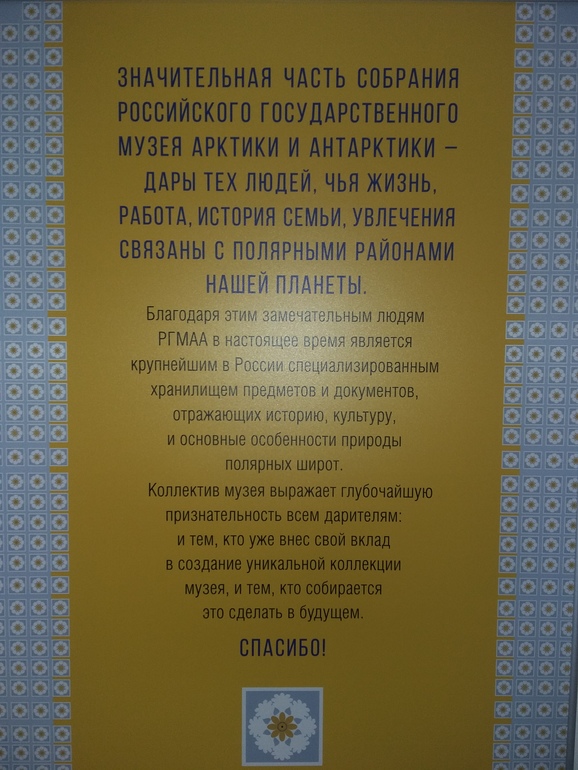 ЗНАЧИТЕЛЬНАЯ ЧАСТЬ СОБРАНИЯ
РОССИЙСКОГО ГОСУДАРСТВЕННОГО
МУЗЕЯ АРКТИКИ И АНТАРКТИКИ –
ДАРЫ ТЕХ ЛЮДЕЙ, ЧЬЯ ЖИЗНЬ,
РАБОТА, ИСТОРИЯ СЕМЬИ, УВЛЕЧЕНИЯ
СВЯЗАНЫ С ПОЛЯРНЫМИ РАЙОНАМИ
НАШЕЙ ПЛАНЕТЫ.
Благодаря этим замечательным людям
РГМАА в настоящее время является
крупнейшим в России специализированным
хранилищем предметов и документов,
отражающих историю, культуру,
и основные особенности природы
полярных широт.
Коллектив музея выражает глубочайшую
признательность всем дарителям:
и тем, кто уже внес свой вклад
в создание уникальной коллекции
музея, и тем, кто собирается
это сделать в будущем.
СПАСИБО!